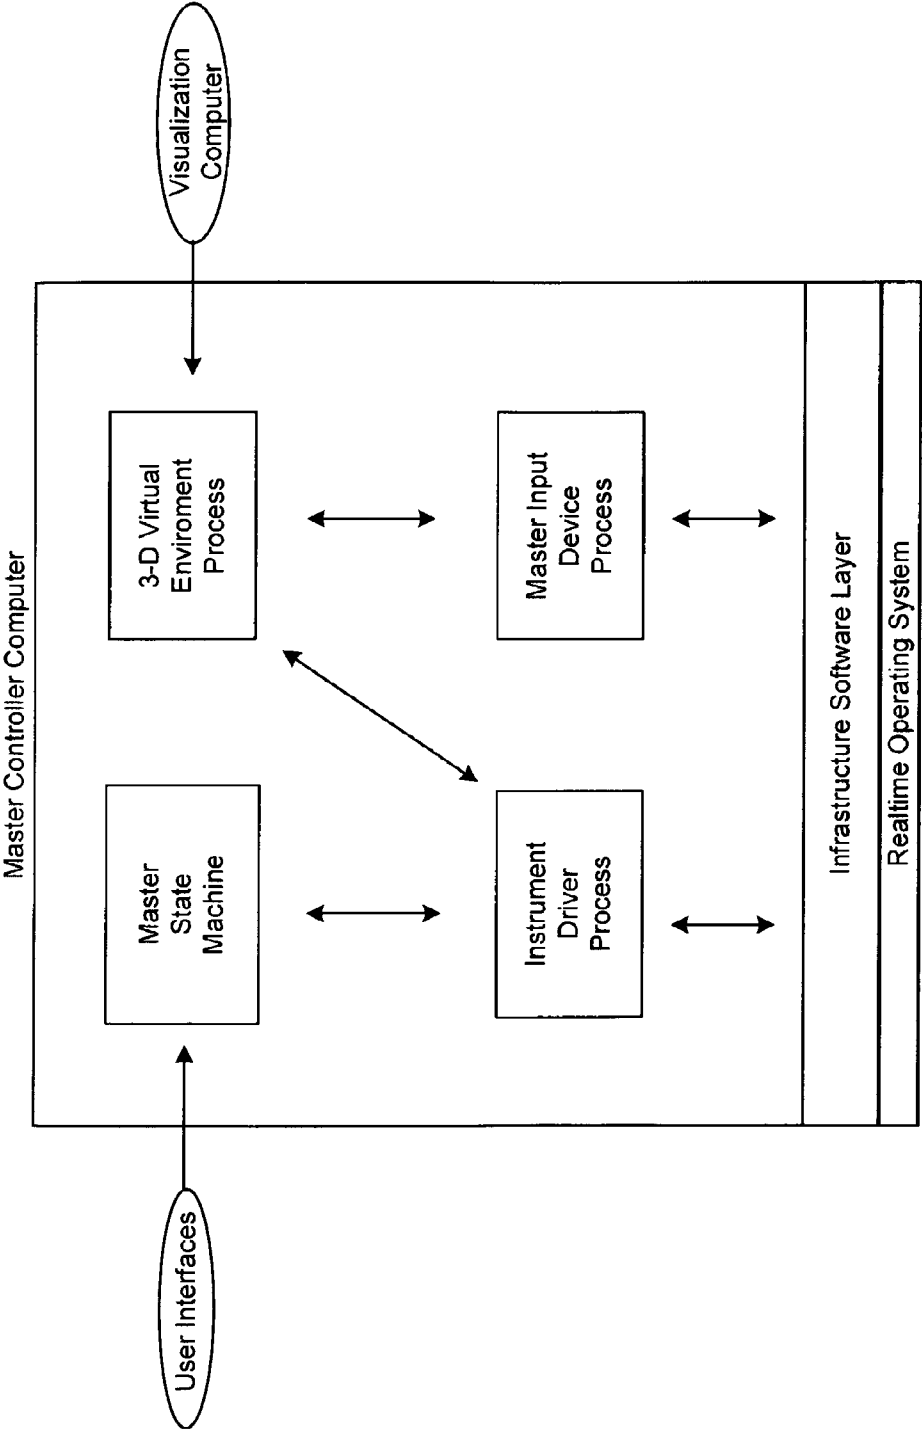 Master Controller Computer
User Interfaces
Master
State
Machine
3-D Virtual
Enviroment
Process
Visualization
Computer
Instrument
Driver
Process
Master Input
Device
Process
Infrastructure Software Layer
Realtime Operating System